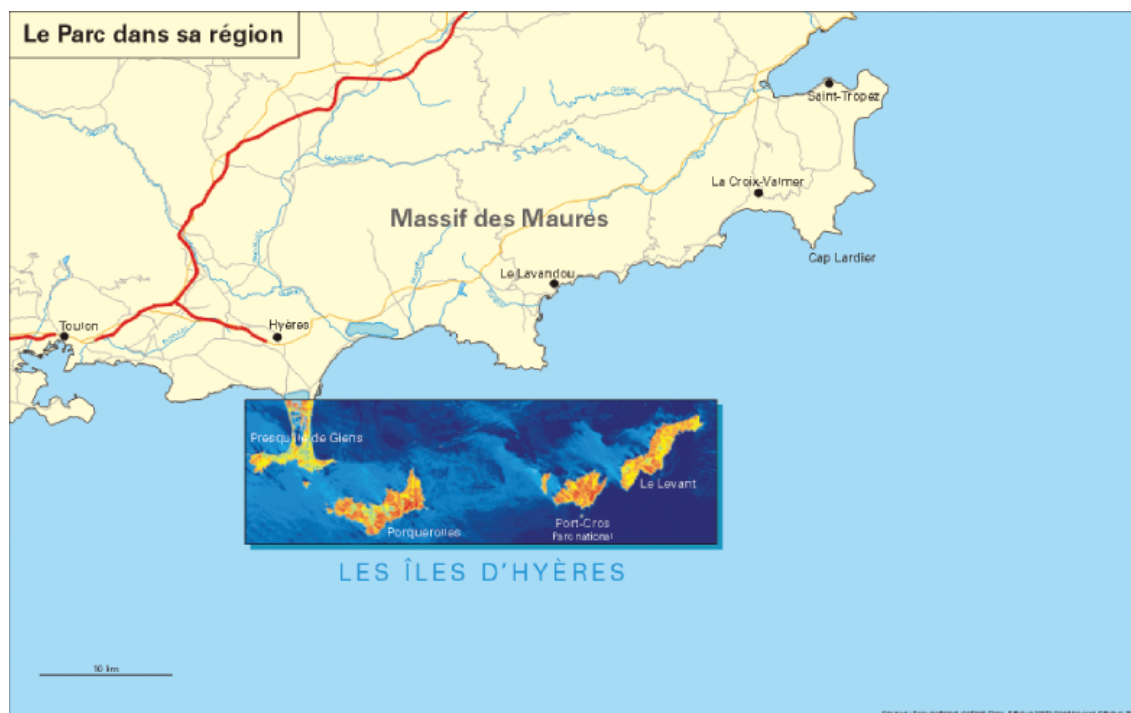 Le Parc dans sa région
Saint-Tropez
La Croix-Valmer
Massif des Maures
Cap Lardier
Le Lavandou
Toulon
Hyères
Presqu'île de Giens
Le Levant
Porquerolles
Port-Cros
Parc national
LES ÎLES D'HYÈRES
10 km